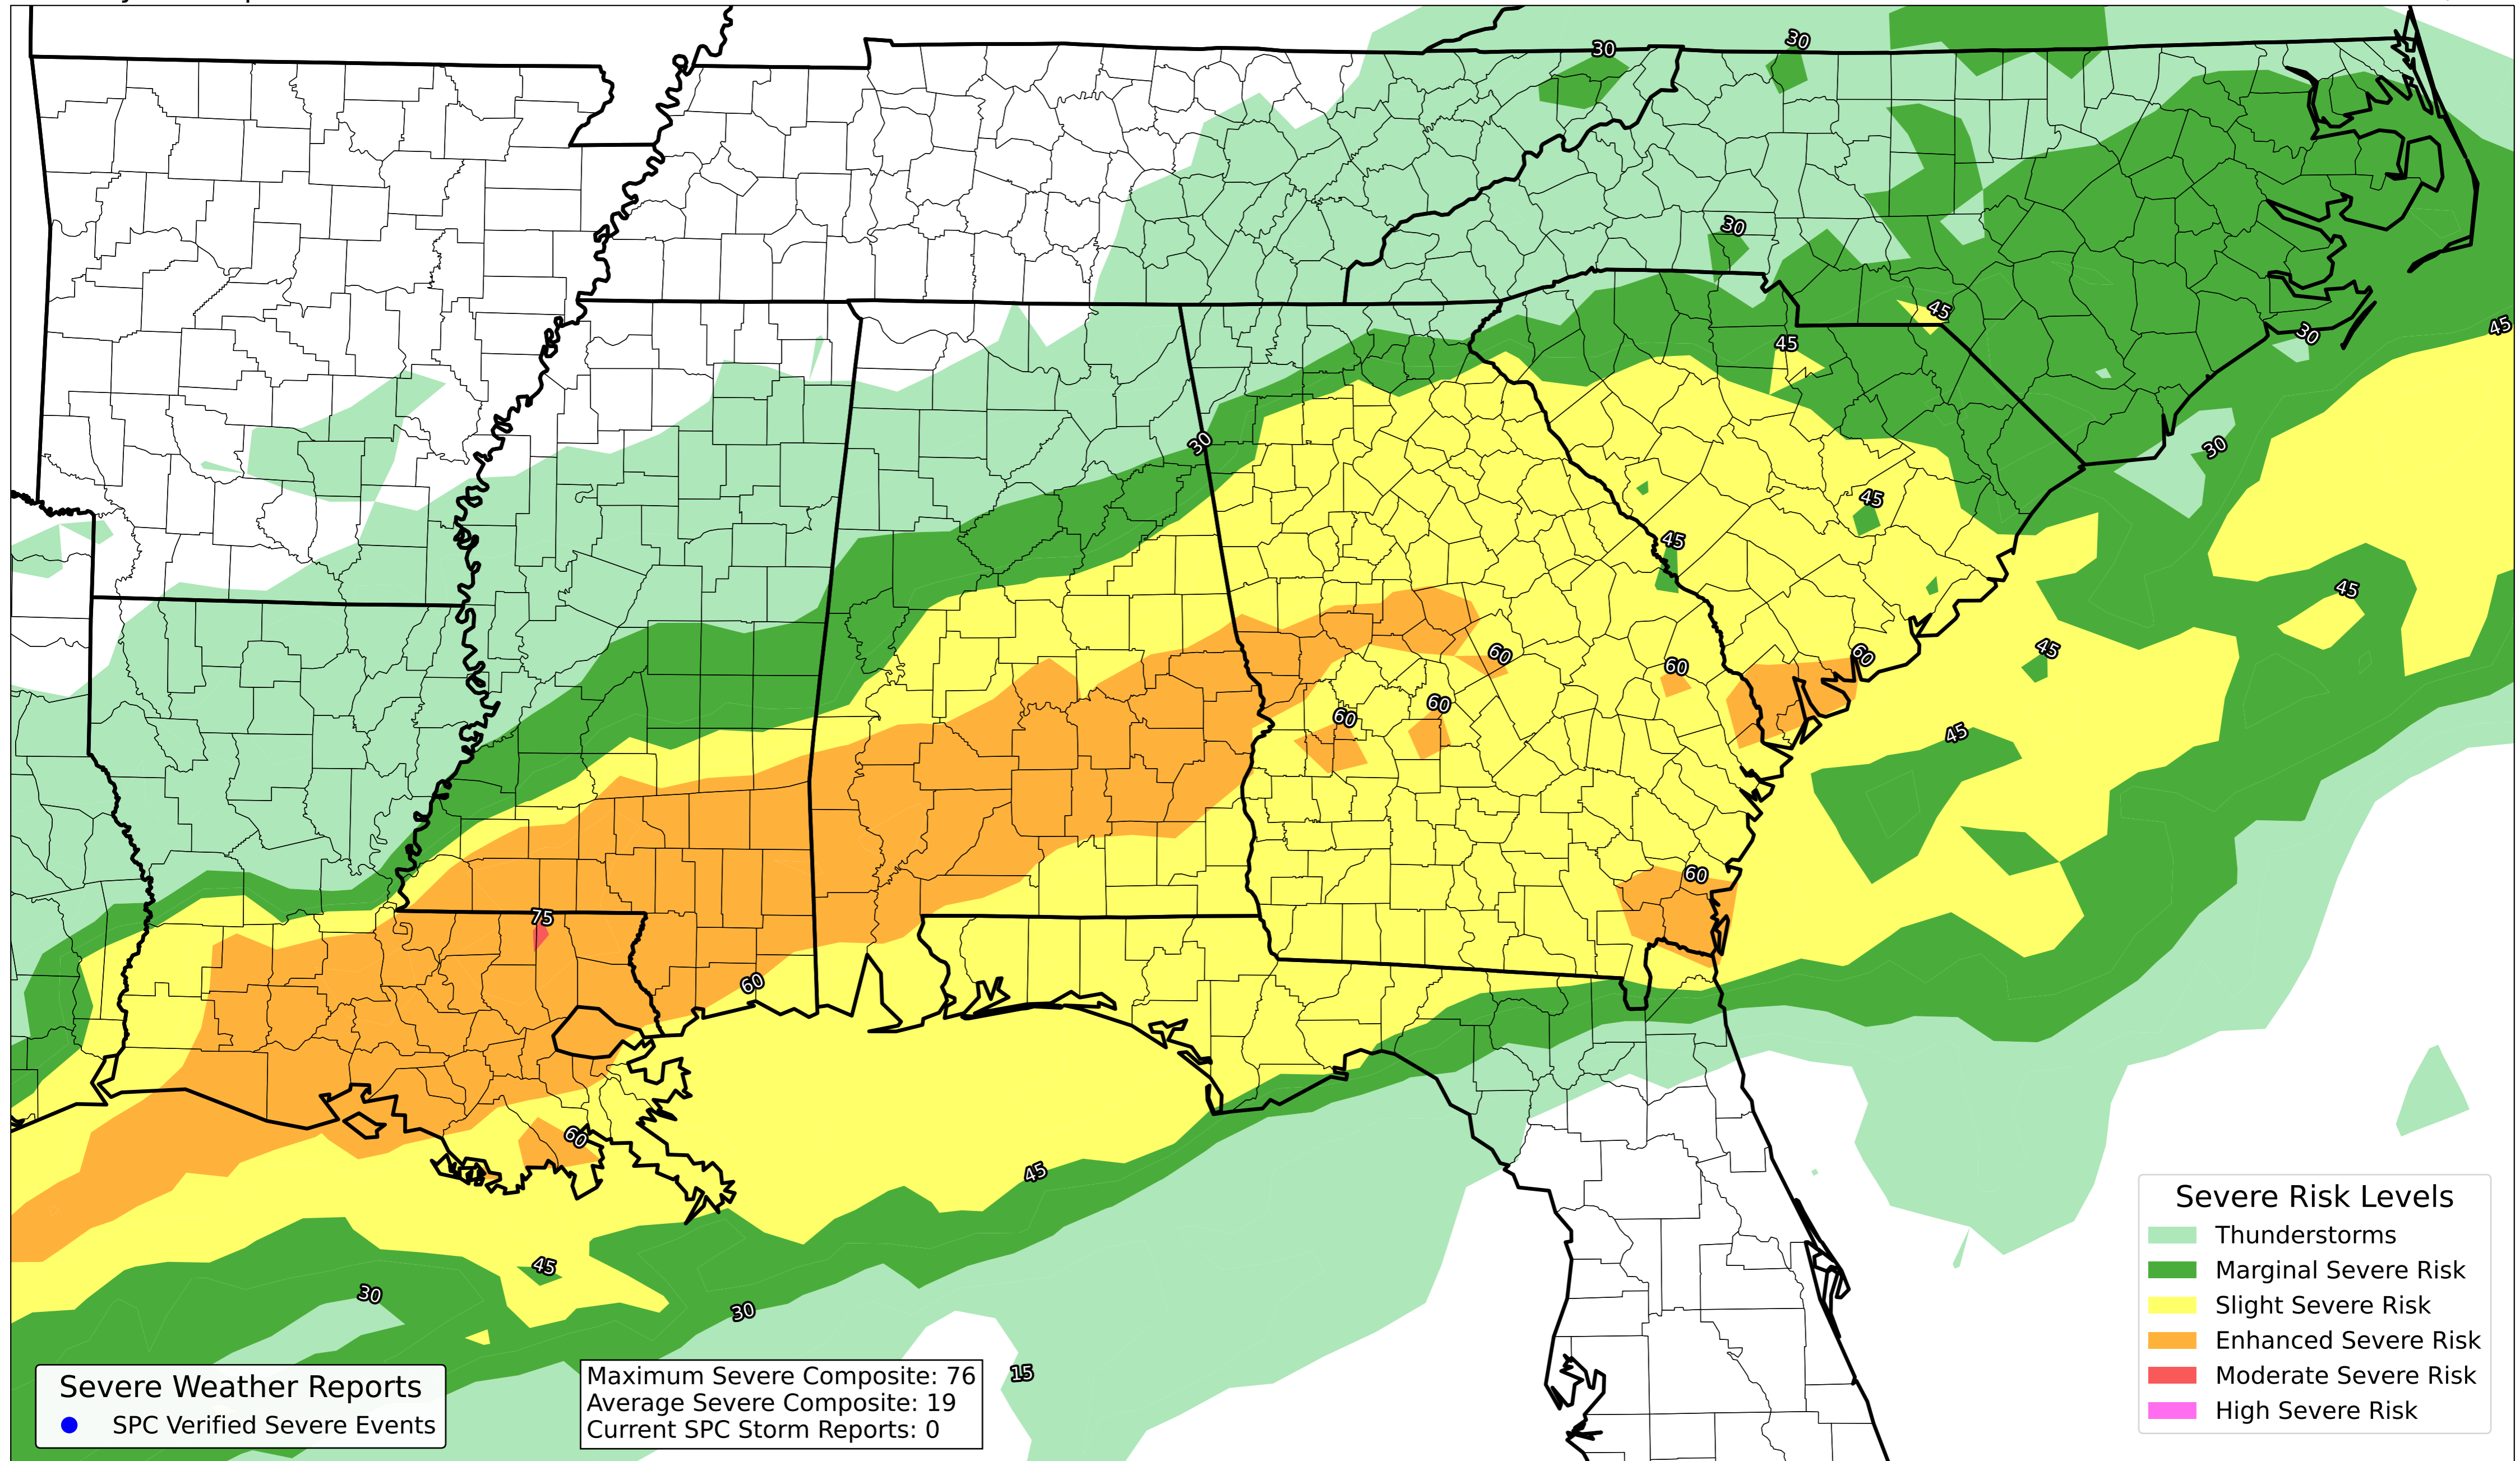 30
30
30
45
45
30
45
30
30
45
45
45
60
60
60
45
60
60
45
60
75
60
60
45
45
30
30
15
Severe Weather Reports
SPC Verified Severe Events
Maximum Severe Composite: 76
Average Severe Composite: 19
Current SPC Storm Reports: 0
Severe Risk Levels
Thunderstorms
Marginal Severe Risk
Slight Severe Risk
Enhanced Severe Risk
Moderate Severe Risk
High Severe Risk